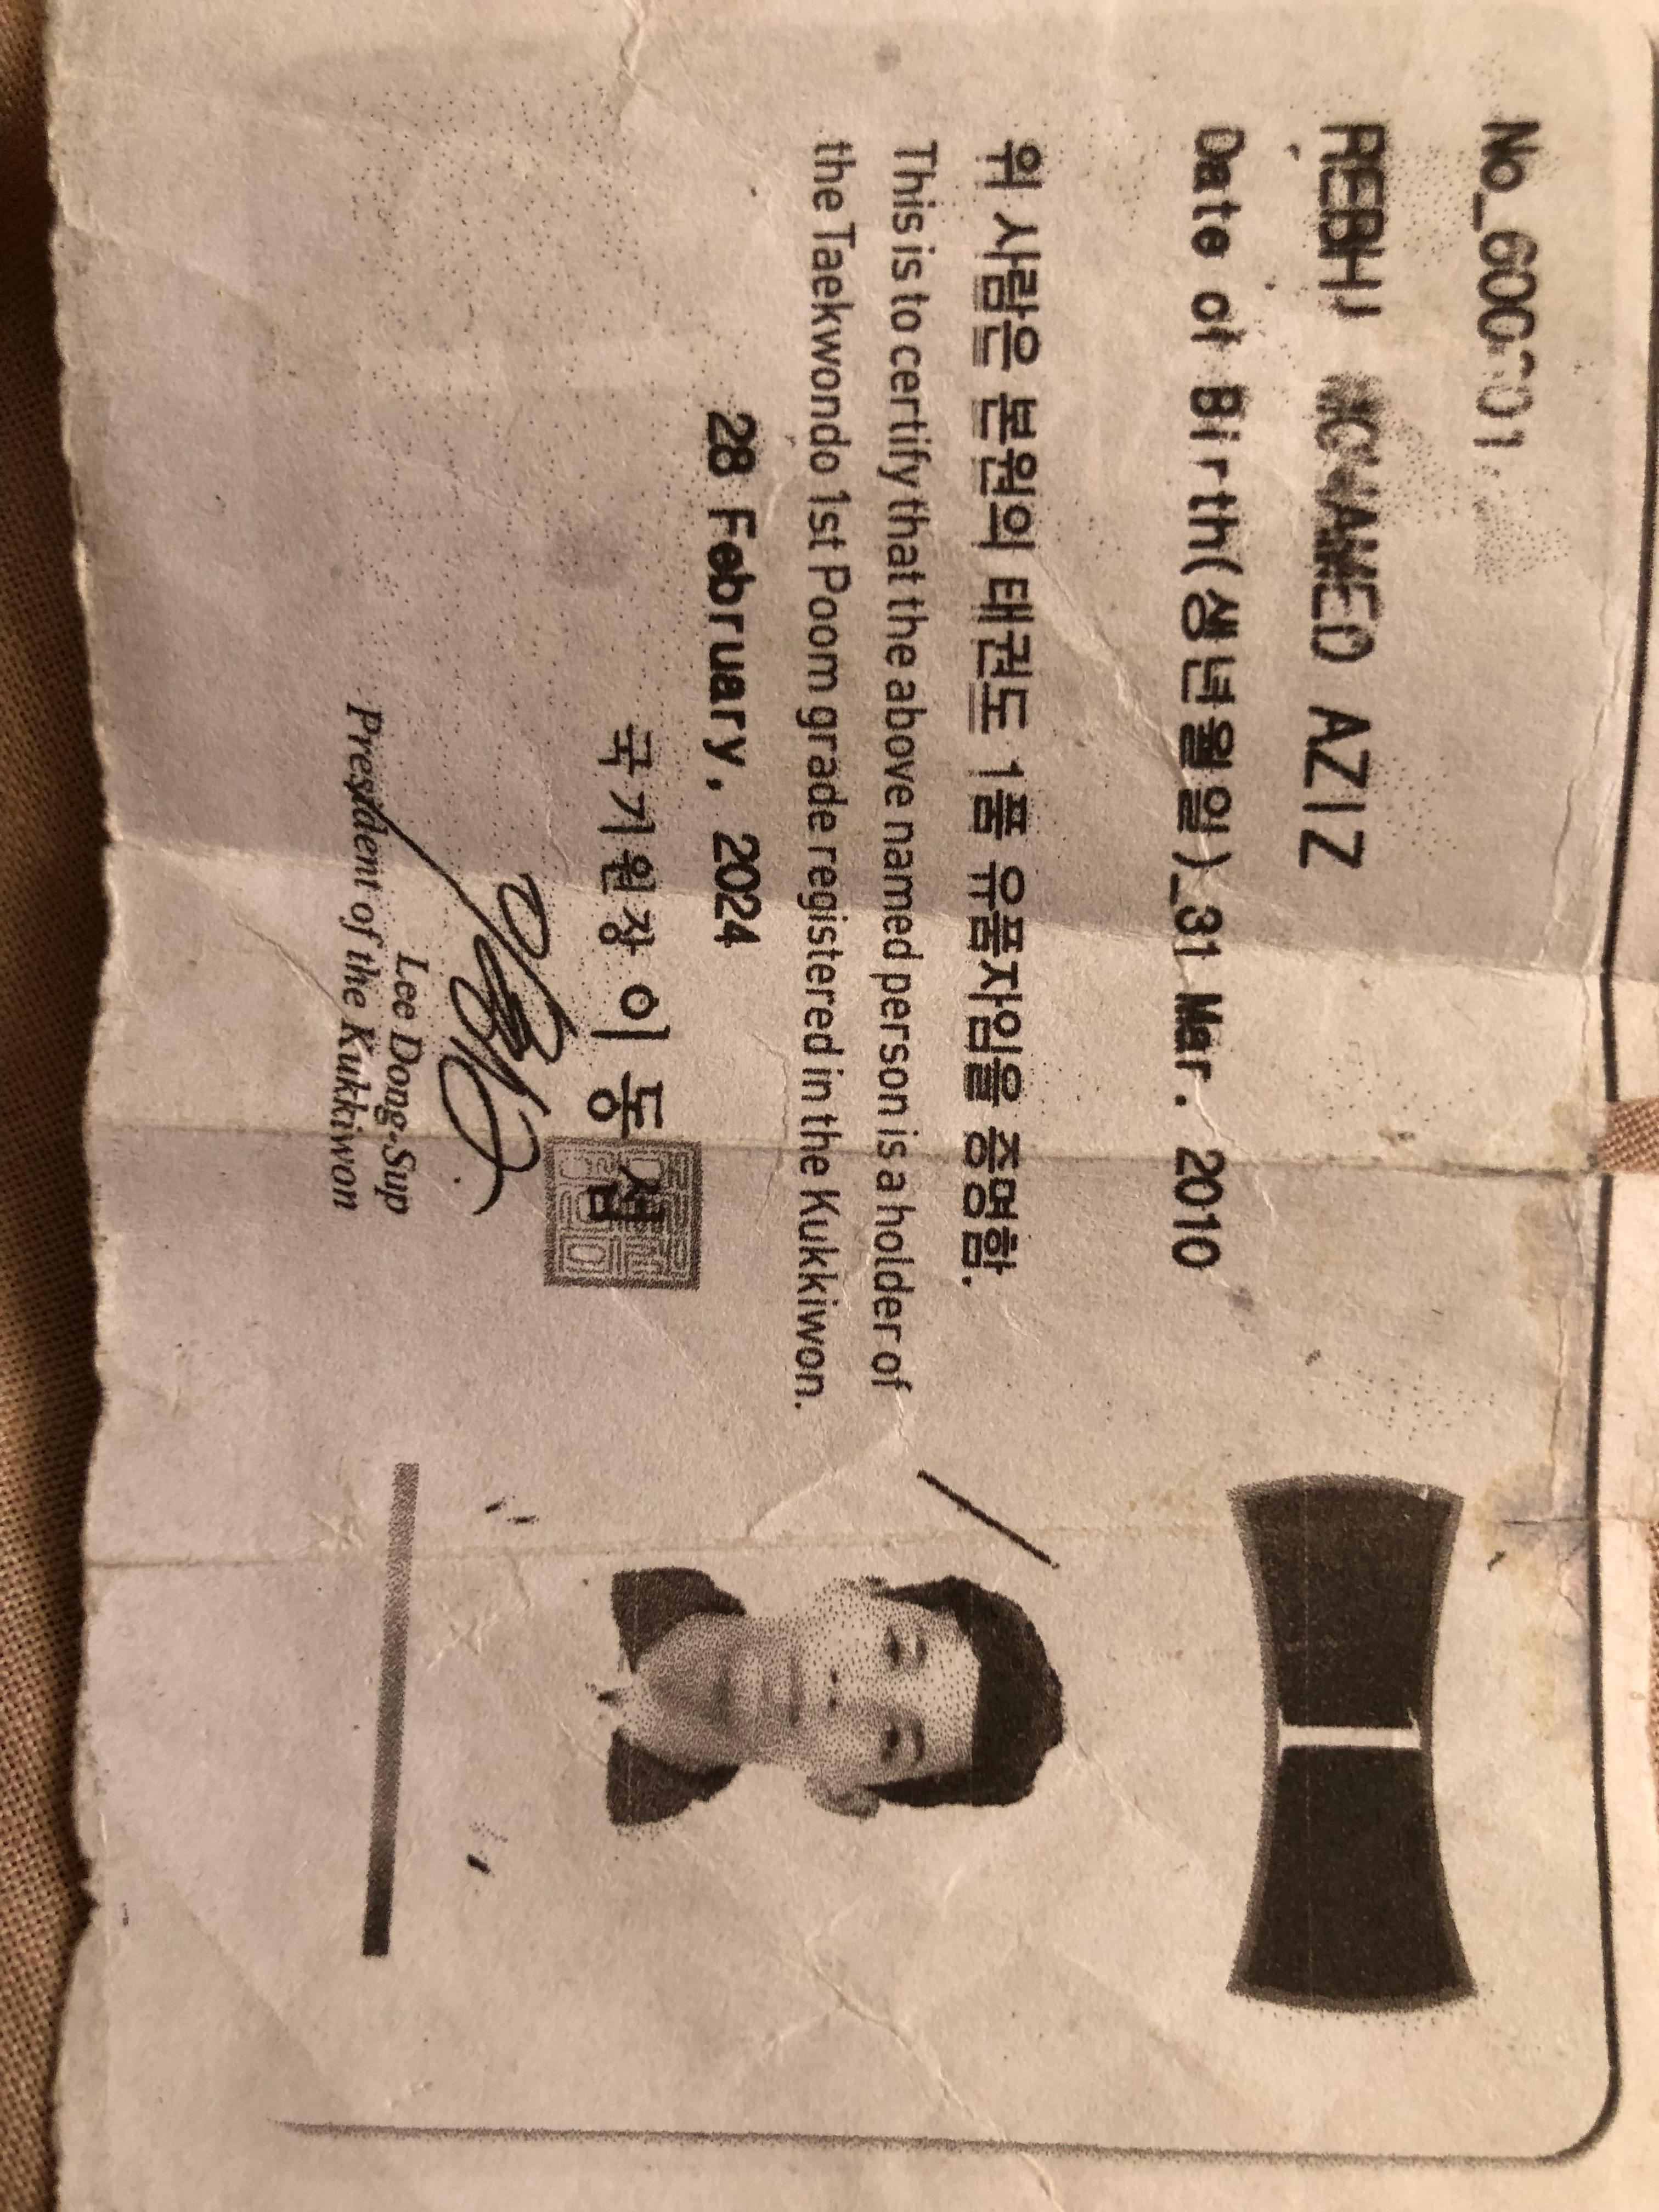 REBHI MOHAMED AZIZ
Date of Birth(생년월일)_31 Mar. 2010
위 사람은 본원의 태권도 1품 유품자임을 증명함.
This is to certify that the above named person is a holder of
the Taekwondo 1st Poom grade registered in the Kukkiwon.
28 February, 2024
국기원장 이동섭
Lee Dong-Sup
President of the Kukkiwon